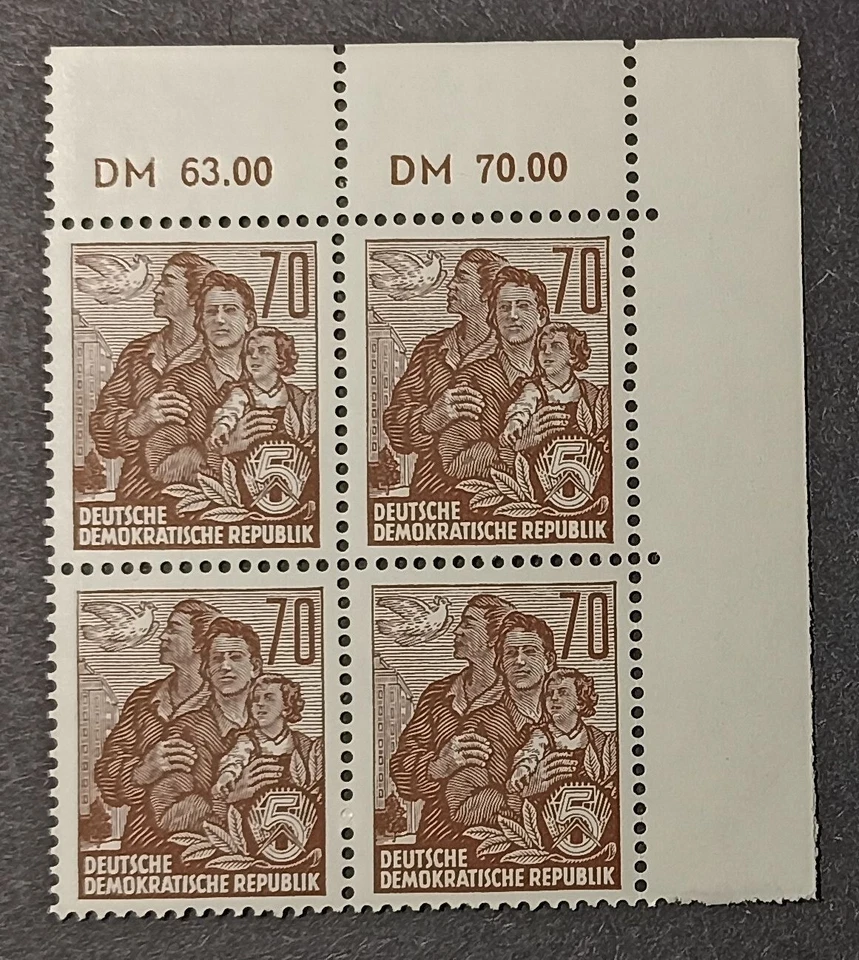 DM 63.00
DM 70.00
70
5
DEUTSCHE
DEMOKRATISCHE REPUBLIK
70
5
DEUTSCHE
DEMOKRATISCHE REPUBLIK
70
5
DEUTSCHE
DEMOKRATISCHE REPUBLIK
70
5
DEUTSCHE
DEMOKRATISCHE REPUBLIK